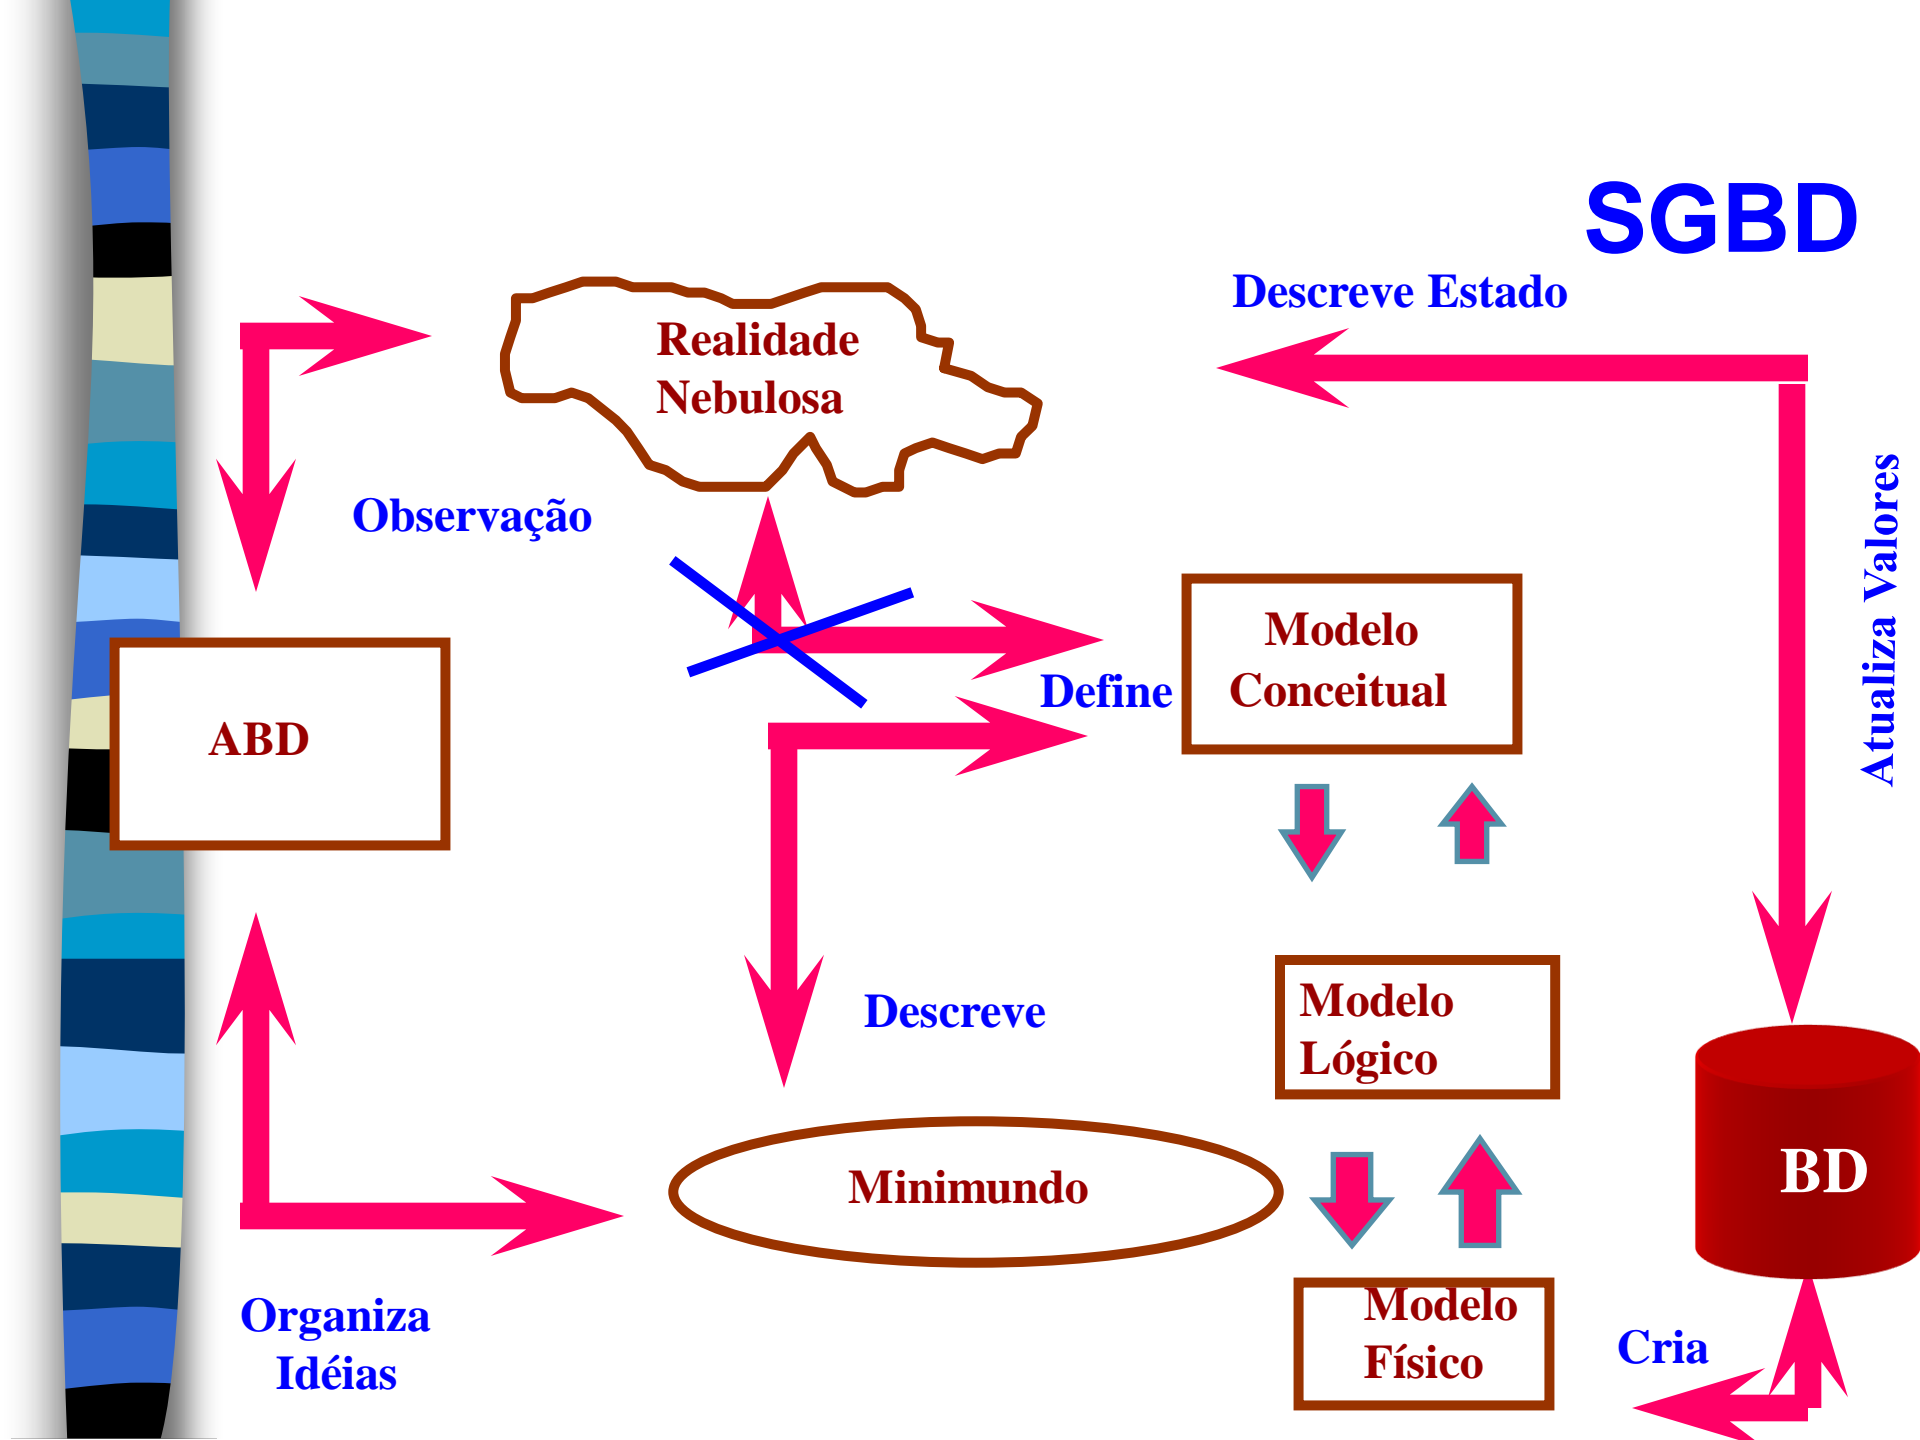 SGBD
Descreve Estado
Realidade
Nebulosa
Observação
Atualiza Valores
Modelo
Conceitual
Define
ABD
Modelo
Lógico
Descreve
Minimundo
BD
Organiza
Idéias
Modelo
Físico
Cria